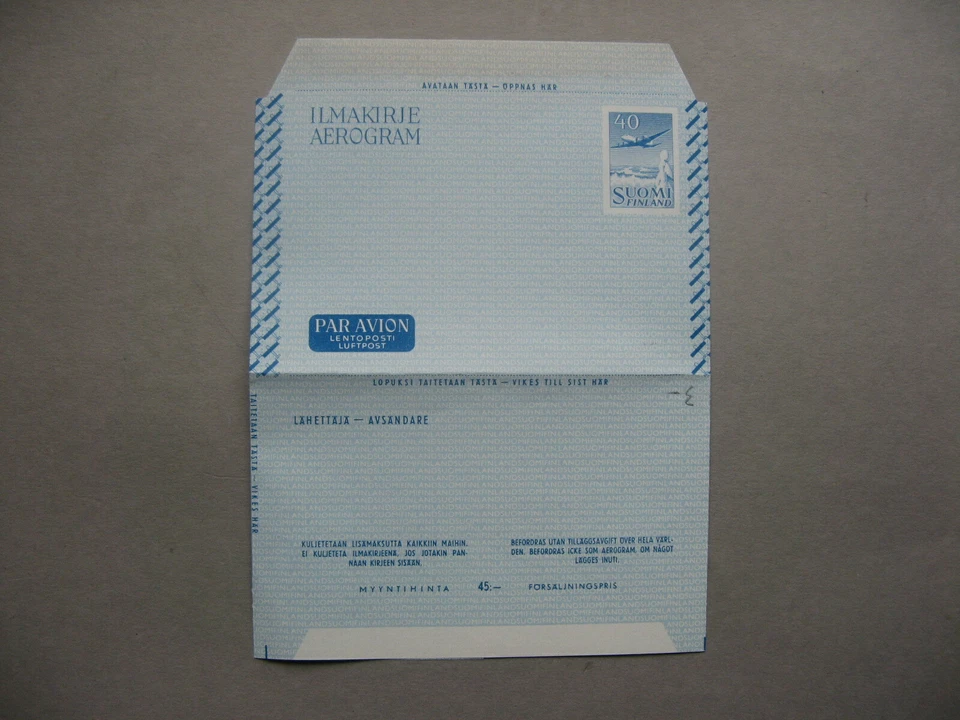 AVATAAN TÄSTÄ — ÖPPNAS HÄR
ILMAKIRJE
AEROGRAM
40
SUOMI
FINLAND
PAR AVION
LENTOPOSTI
LUFTPOST
LOPUKSI TAITETAAN TÄSTÄ — VIKES TILL SIST HÄR
TAITETAAN TÄSTÄ — VIKES HÄR
LÄHETTÄJÄ — AVSÄNDARE
KULJETETAAN LISÄMAKSUTTA KAIKKIIN MAIHIN.
EI KULJETETA ILMAKIRJEENÄ, JOS JOTAKIN PAN-
NAAN KIRJEEN SISÄÄN.
BEFORDRAS UTAN TILLÄGGSAVGIFT ÖVER HELA VÄRL-
DEN. BEFORDRAS ICKE SOM AEROGRAM, OM NÅGOT
LÄGGES INUTI.
MYYNTIHINTA 45:— FÖRSÄLJNINGSPRIS